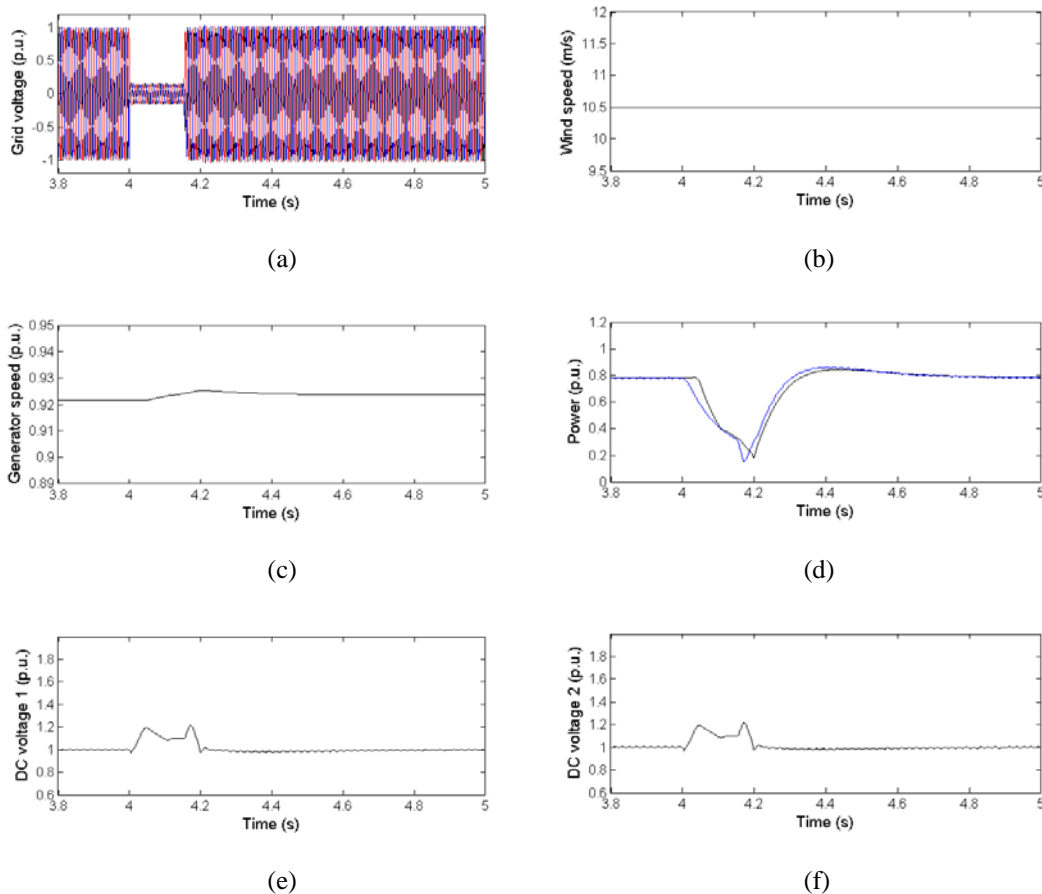 Grid voltage (p.u.)
1
0.5
0
-0.5
-1
3.8 4 4.2 4.4 4.6 4.8 5
Time (s)
(a)
Wind speed (m/s)
12
11.5
11
10.5
10
9.5
3.8 4 4.2 4.4 4.6 4.8 5
Time (s)
(b)
Generator speed (p.u.)
0.95
0.94
0.93
0.92
0.91
0.9
0.89
3.8 4 4.2 4.4 4.6 4.8 5
Time (s)
(c)
Power (p.u.)
1.2
1
0.8
0.6
0.4
0.2
0
3.8 4 4.2 4.4 4.6 4.8 5
Time (s)
(d)
DC voltage 1 (p.u.)
1.8
1.6
1.4
1.2
1
0.8
0.6
3.8 4 4.2 4.4 4.6 4.8 5
Time (s)
(e)
DC voltage 2 (p.u.)
1.8
1.6
1.4
1.2
1
0.8
0.6
3.8 4 4.2 4.4 4.6 4.8 5
Time (s)
(f)